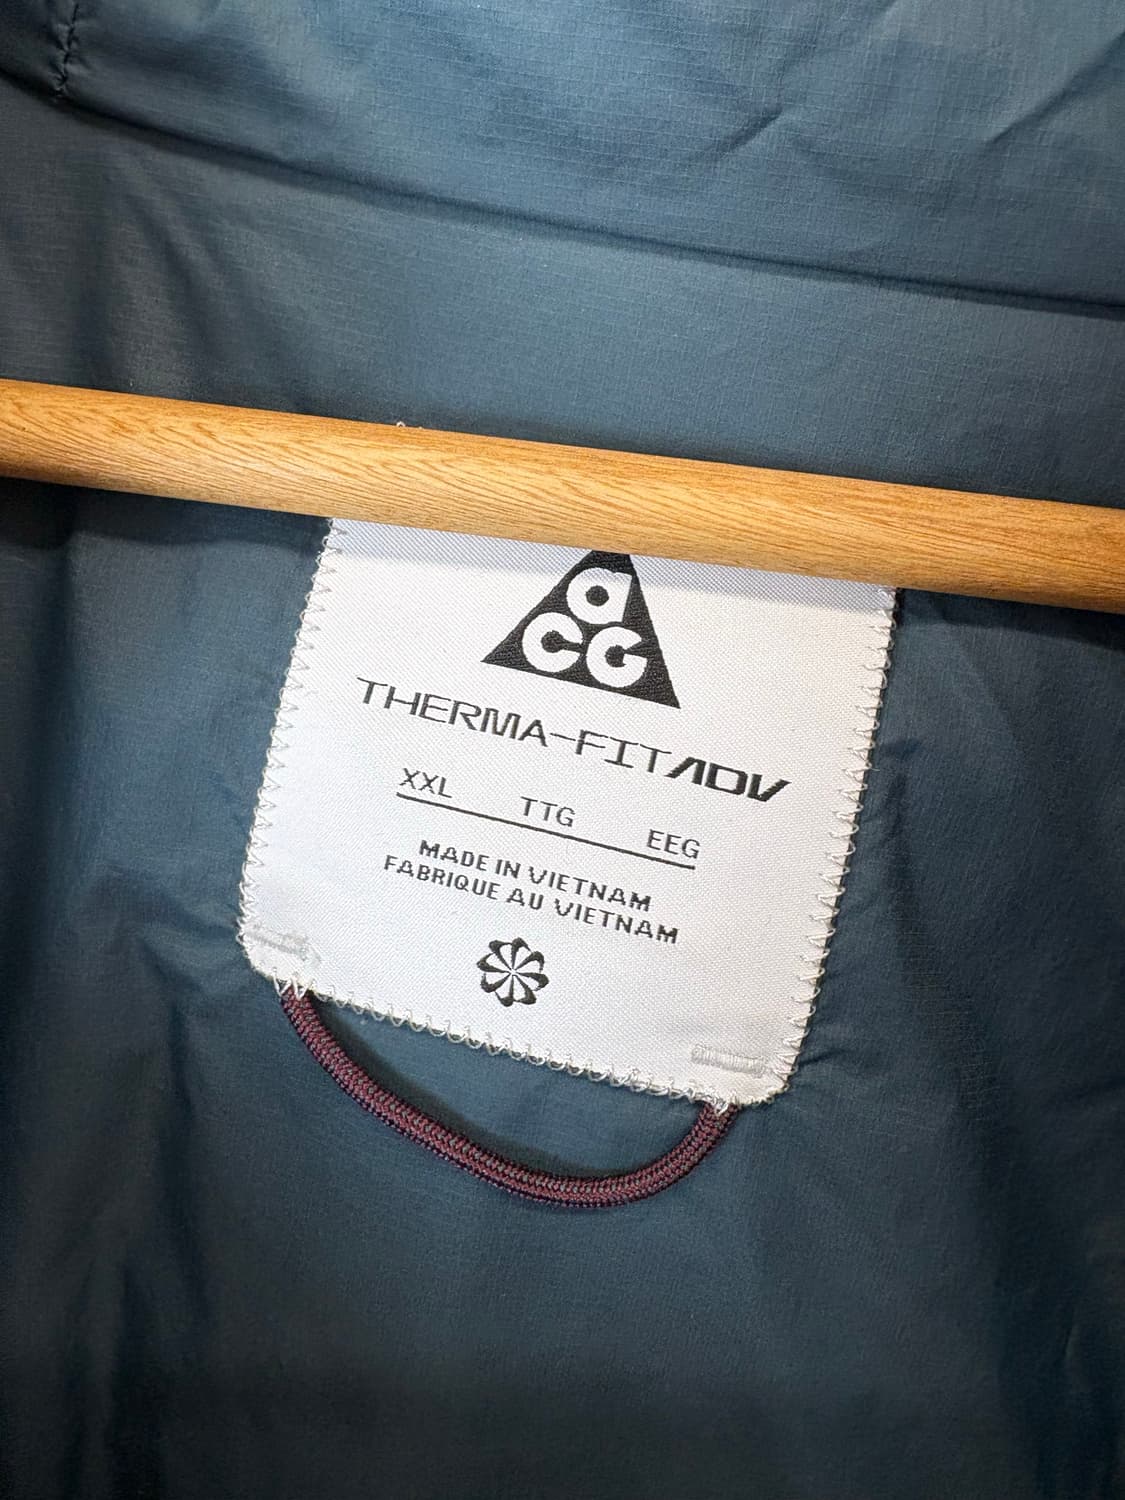 aCG
THERMA-FIT ADV
XXL TTG EEG
MADE IN VIETNAM
FABRIQUE AU VIETNAM